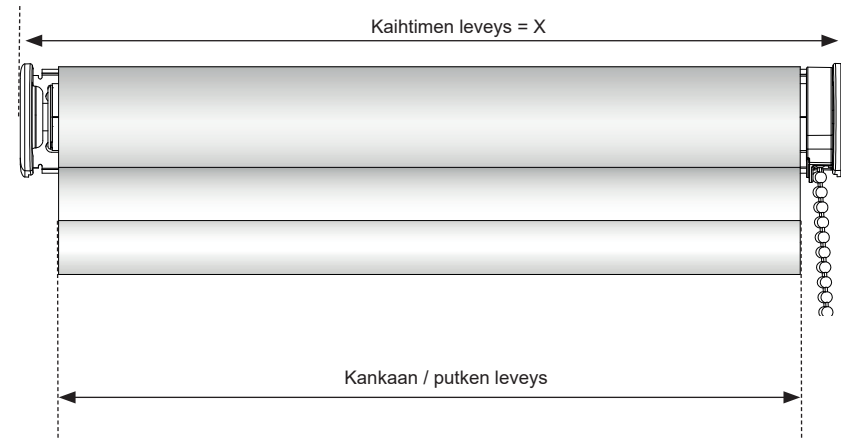 Kaihtimen leveys = X
Kankaan / putken leveys